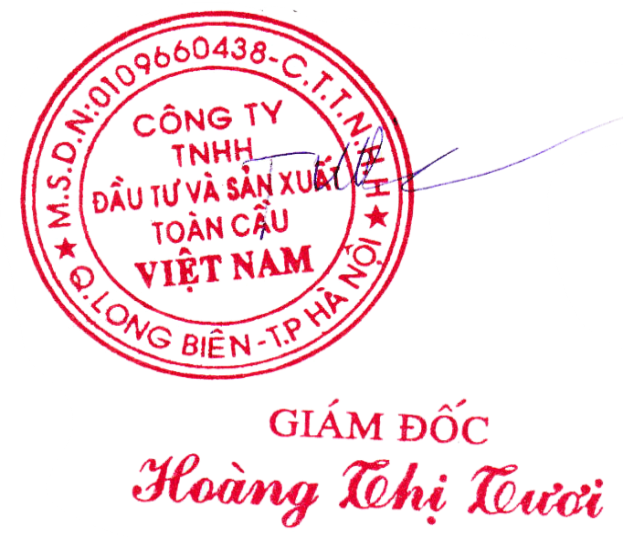 M.S.D.N:0109660438-C.T.T.N.H.H
CÔNG TY
TNHH
ĐẦU TƯ VÀ SẢN XUẤT
TOÀN CẦU
VIỆT NAM
★ Q.LONG BIÊN-T.P HÀ NỘI ★
GIÁM ĐỐC
Hoàng Thị Tươi